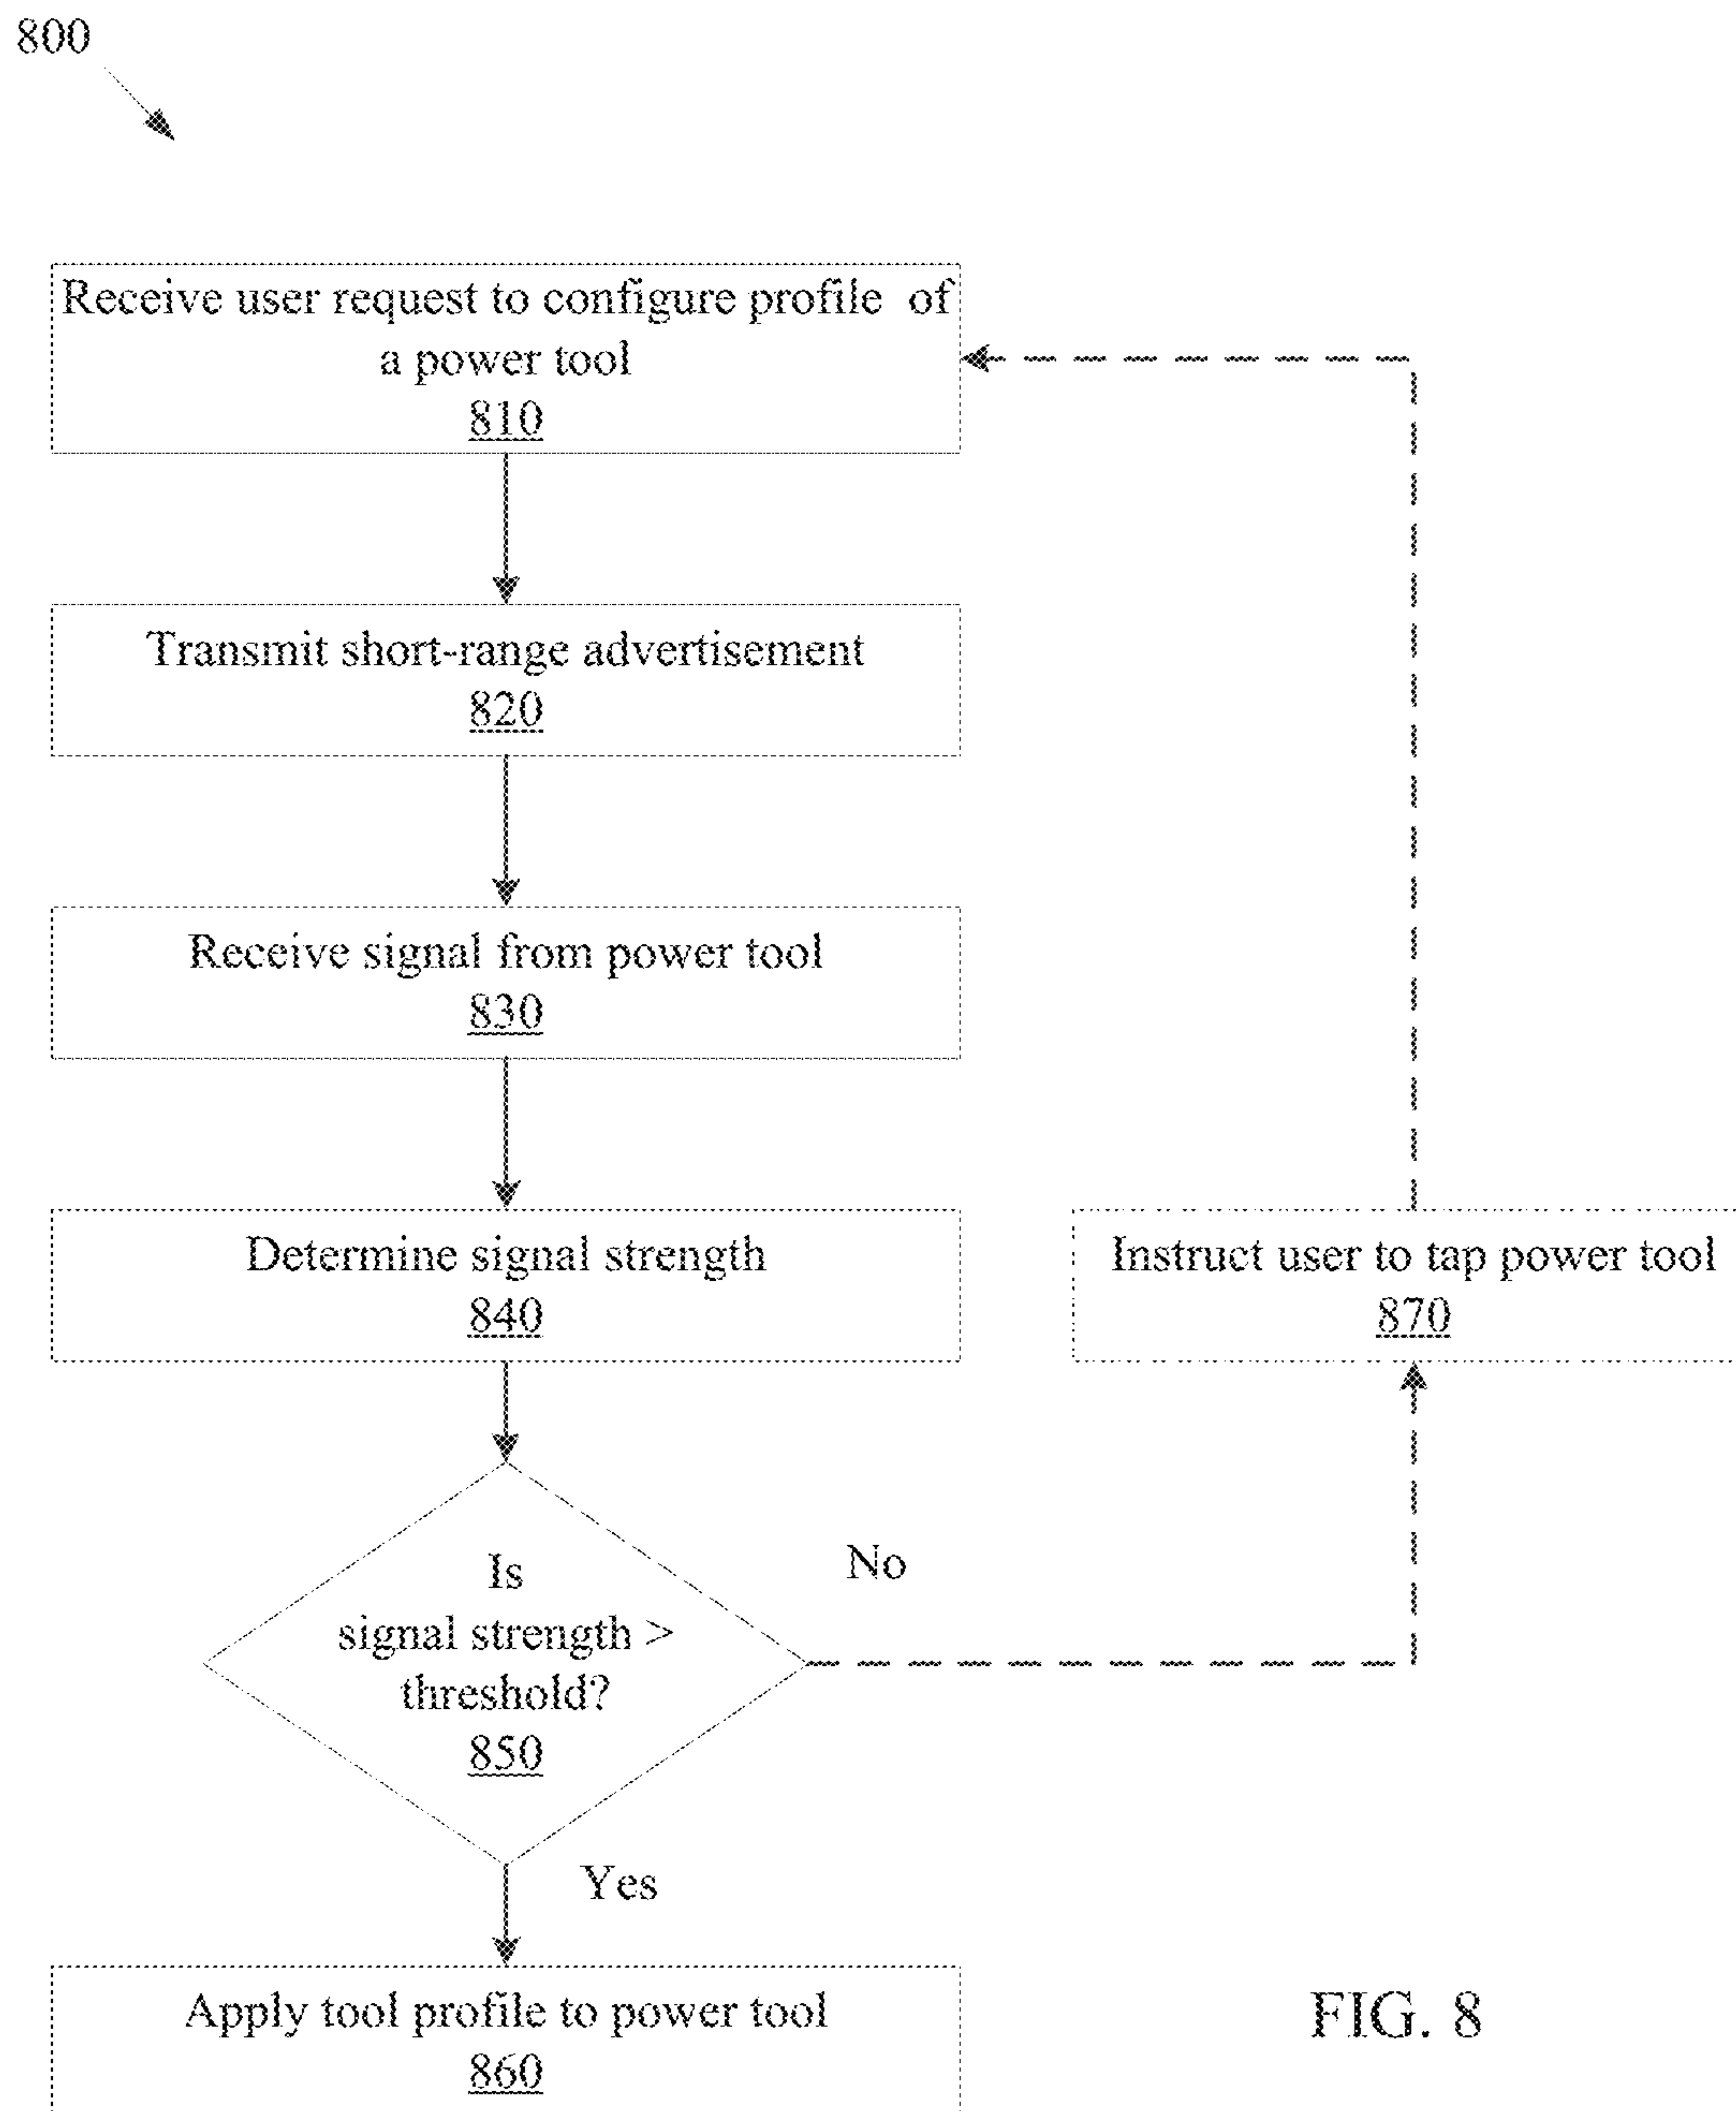 800
Receive user request to configure profile of
a power tool
810
Transmit short-range advertisement
820
Receive signal from power tool
830
Determine signal strength
840
Instruct user to tap power tool
870
Is
signal strength >
threshold?
850
No
Yes
Apply tool profile to power tool
860
FIG. 8